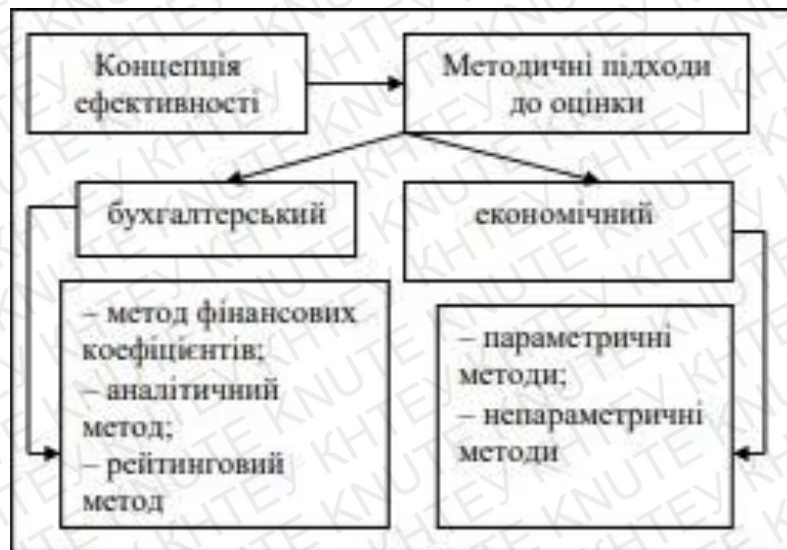 Концепція
ефективності
Методичні підходи
до оцінки
бухгалтерський
економічний
– метод фінансових
коефіцієнтів;
– аналітичний
метод;
– рейтинговий
метод
– параметричні
методи;
– непараметричні
методи